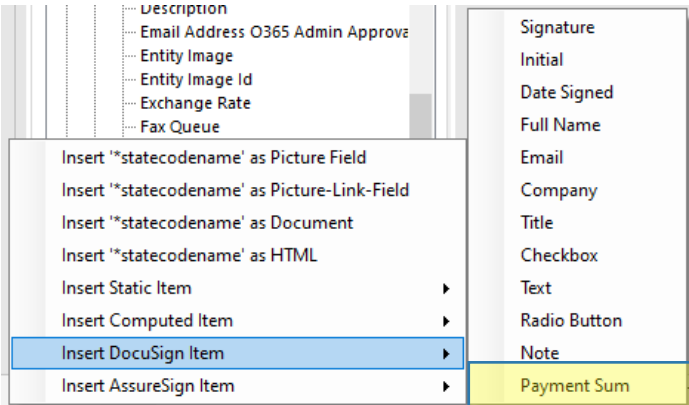 Description
Email Address O365 Admin Approva
Entity Image
Entity Image Id
Exchange Rate
Fax Queue
Insert '*statecodename' as Picture Field
Insert '*statecodename' as Picture-Link-Field
Insert '*statecodename' as Document
Insert '*statecodename' as HTML
Insert Static Item
Insert Computed Item
Insert DocuSign Item
Insert AssureSign Item
Signature
Initial
Date Signed
Full Name
Email
Company
Title
Checkbox
Text
Radio Button
Note
Payment Sum